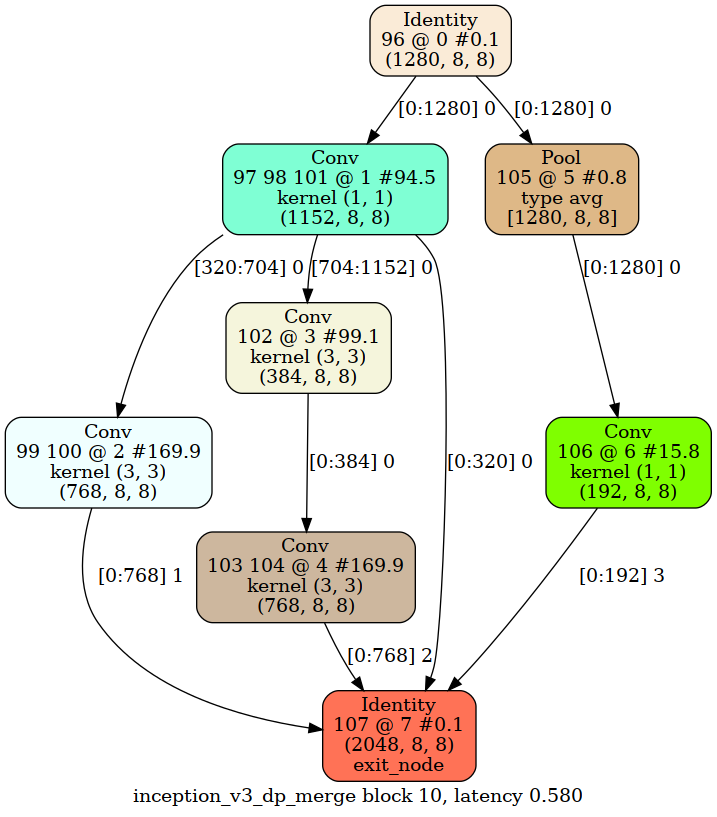 Identity
96 @ 0 #0.1
(1280, 8, 8)
[0:1280] 0
[0:1280] 0
Conv
97 98 101 @ 1 #94.5
kernel (1, 1)
(1152, 8, 8)
Pool
105 @ 5 #0.8
type avg
[1280, 8, 8]
[320:704] 0
[704:1152] 0
[0:1280] 0
Conv
102 @ 3 #99.1
kernel (3, 3)
(384, 8, 8)
Conv
99 100 @ 2 #169.9
kernel (3, 3)
(768, 8, 8)
[0:384] 0
[0:320] 0
Conv
106 @ 6 #15.8
kernel (1, 1)
(192, 8, 8)
[0:768] 1
Conv
103 104 @ 4 #169.9
kernel (3, 3)
(768, 8, 8)
[0:192] 3
[0:768] 2
Identity
107 @ 7 #0.1
(2048, 8, 8)
exit_node
inception_v3_dp_merge block 10, latency 0.580